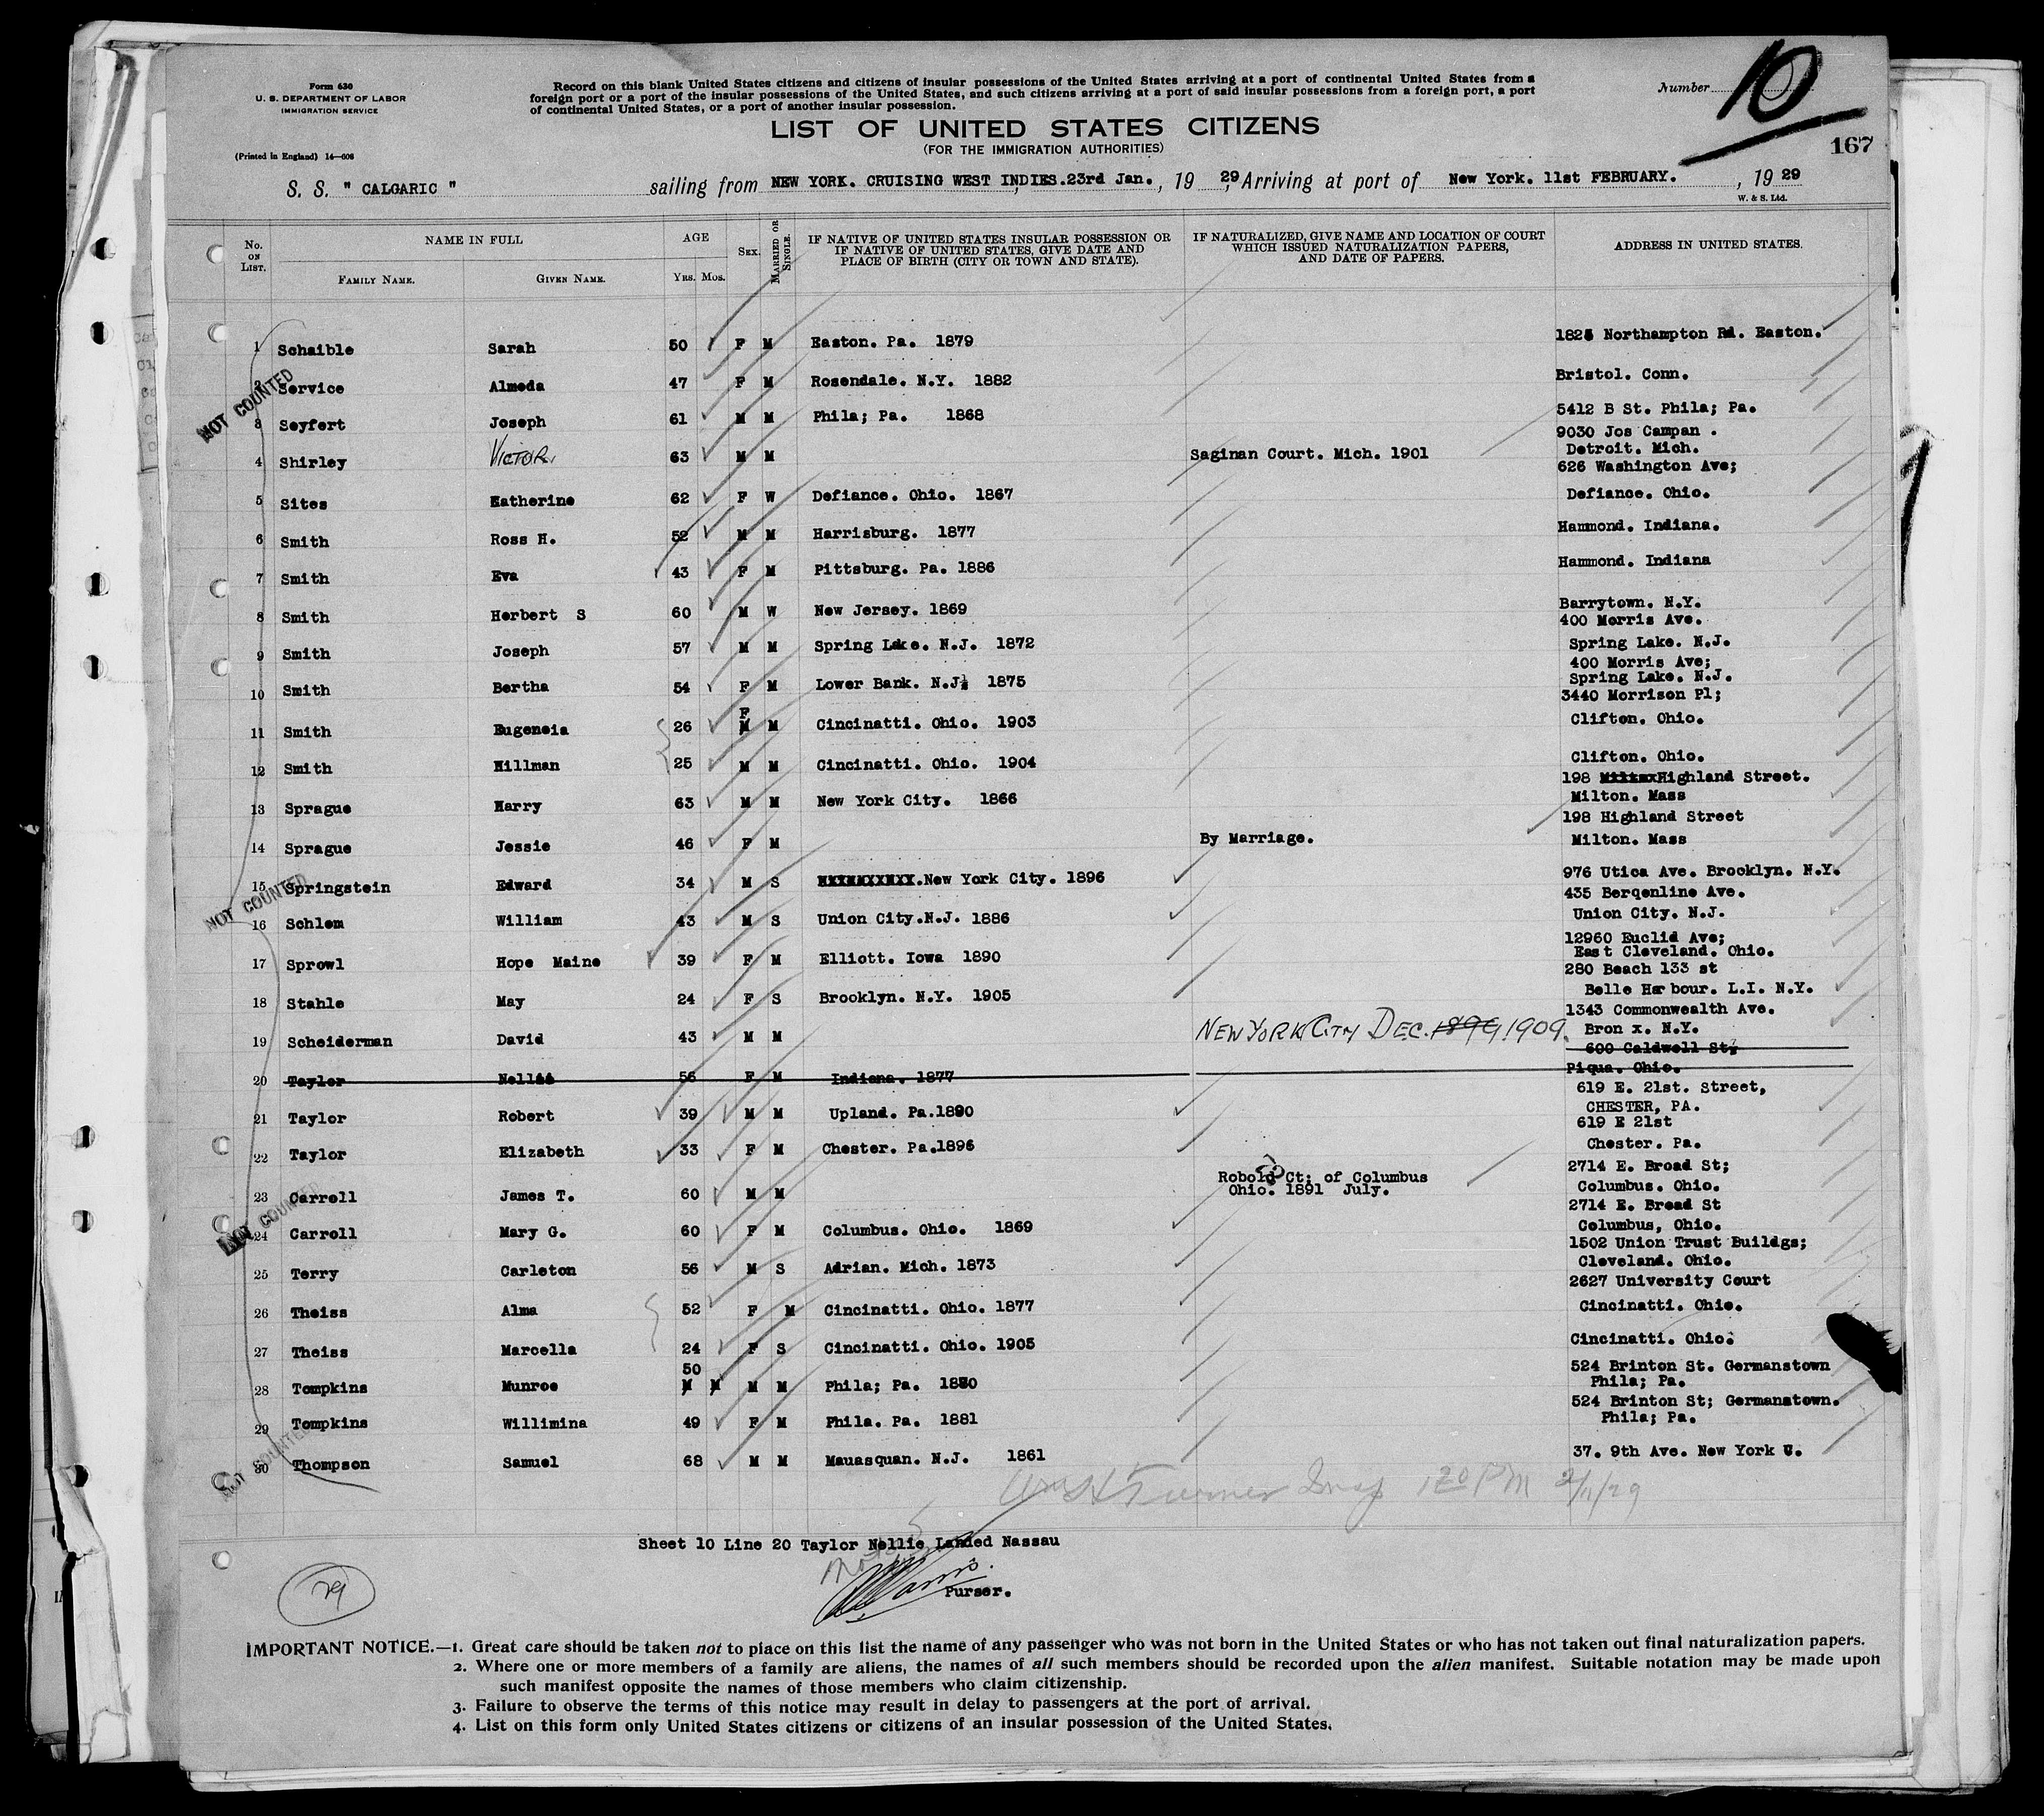 Form 630
U. S. DEPARTMENT OF LABOR
IMMIGRATION SERVICE
(Printed in England) 14—608
Record on this blank United States citizens and citizens of insular possessions of the United States arriving at a port of continental United States from a
foreign port or a port of the insular possessions of the United States, and such citizens arriving at a port of said insular possessions from a foreign port, a port
of continental United States, or a port of another insular possession.
Number 10
LIST OF UNITED STATES CITIZENS
(FOR THE IMMIGRATION AUTHORITIES)
167
S. S. " CALGARIC " sailing from NEW YORK. CRUISING WEST INDIES. 23rd Jan., 19 29, Arriving at port of New York. 11st FEBRUARY. , 19 29
W. & S. Ltd.
No. ON LIST. NAME IN FULL AGE SEX. MARRIED OR SINGLE. IF NATIVE OF UNITED STATES INSULAR POSSESSION OR IF NATIVE OF UNITED STATES, GIVE DATE AND PLACE OF BIRTH (CITY OR TOWN AND STATE). IF NATURALIZED, GIVE NAME AND LOCATION OF COURT WHICH ISSUED NATURALIZATION PAPERS, AND DATE OF PAPERS. ADDRESS IN UNITED STATES.
FAMILY NAME. GIVEN NAME. YRS. MOS.
1 Schaible Sarah 50 F M Easton. Pa. 1879 1825 Northampton Rd. Easton.
2 Service Almeda 47 F M Rosendale. N.Y. 1882 Bristol. Conn.
NOT COUNTED
3 Seyfert Joseph 61 M M Phila; Pa. 1868 5412 B St. Phila; Pa.
4 Shirley VICTOR 63 M M Saginan Court. Mich. 1901 9030 Jos Campan . Detroit. Mich.
5 Sites Katherine 62 F W Defiance. Ohio. 1867 626 Washington Ave; Defiance. Ohio.
6 Smith Ross H. 52 M M Harrisburg. 1877 Hammond. Indiana.
7 Smith Eva 43 F M Pittsburg. Pa. 1886 Hammond. Indiana
8 Smith Herbert S 60 M W New Jersey. 1869 Barrytown. N.Y.
9 Smith Joseph 57 M M Spring Lake. N.J. 1872 400 Morris Ave. Spring Lake. N.J.
10 Smith Bertha 54 F M Lower Bank. N.J. 1875 400 Morris Ave; Spring Lake. N.J.
11 Smith Eugeneia 26 F M M Cincinatti. Ohio. 1903 3440 Morrison Pl; Clifton. Ohio.
12 Smith Hillman 25 M M Cincinatti. Ohio. 1904 Clifton. Ohio.
13 Sprague Harry 63 M M New York City. 1866 198 Highland Street. Milton. Mass
14 Sprague Jessie 46 F M By Marriage. 198 Highland Street Milton. Mass
15 Springstein Edward 34 M S New York City. 1896 976 Utica Ave. Brooklyn. N.Y.
NOT COUNTED
16 Schlem William 43 M S Union City.N.J. 1886 435 Berqenline Ave. Union City. N.J.
17 Sprowl Hope Maine 39 F M Elliott. Iowa 1890 12960 Euclid Ave; East Cleveland. Ohio.
18 Stahle May 24 F S Brooklyn. N.Y. 1905 280 Beach 133 st Belle Harbour. L.I. N.Y.
19 Scheiderman David 43 M M NEW YORK CITY DEC. 1896 1909. 1343 Commonwealth Ave. Bron x. N.Y.
20 Taylor Nellie 56 F M Indiana. 1877 600 Caldwell St; Piqua. Ohio.
21 Taylor Robert 39 M M Upland. Pa.1890 619 E. 21st. Street, CHESTER, PA.
22 Taylor Elizabeth 33 F M Chester. Pa.1896 619 E 21st Chester. Pa.
23 Carroll James T. 60 M M Robold Ct; of Columbus Ohio. 1891 July. 2714 E. Broad St; Columbus. Ohio.
NOT COUNTED
24 Carroll Mary G. 60 F M Columbus. Ohio. 1869 2714 E. Broad St Columbus, Ohio.
25 Terry Carleton 56 M S Adrian. Mich. 1873 1502 Union Trust Buildgs; Cleveland. Ohio.
26 Theiss Alma 52 F M Cincinatti. Ohio. 1877 2627 University Court Cincinatti. Ohio.
27 Theiss Marcella 24 F S Cincinatti. Ohio. 1905 Cincinatti. Ohio.
28 Tompkins Munroe 50 M M M M Phila; Pa. 524 Brinton St. Germanstown Phila; Pa.
29 Tompkins Willimina 49 F M Phila. Pa. 1881 524 Brinton St; Germanstown. Phila; Pa.
NOT COUNTED
30 Thompson Samuel 68 M M Mauasquan. N.J. 1861 37. 9th Ave. New York C.
Wm H Turner Insp 1 20 PM 2/11/29
Sheet 10 Line 20 Taylor Nellie Landed Nassau
Purser.
29
IMPORTANT NOTICE.—1. Great care should be taken not to place on this list the name of any passenger who was not born in the United States or who has not taken out final naturalization papers.
2. Where one or more members of a family are aliens, the names of all such members should be recorded upon the alien manifest. Suitable notation may be made upon
such manifest opposite the names of those members who claim citizenship.
3. Failure to observe the terms of this notice may result in delay to passengers at the port of arrival.
4. List on this form only United States citizens or citizens of an insular possession of the United States.